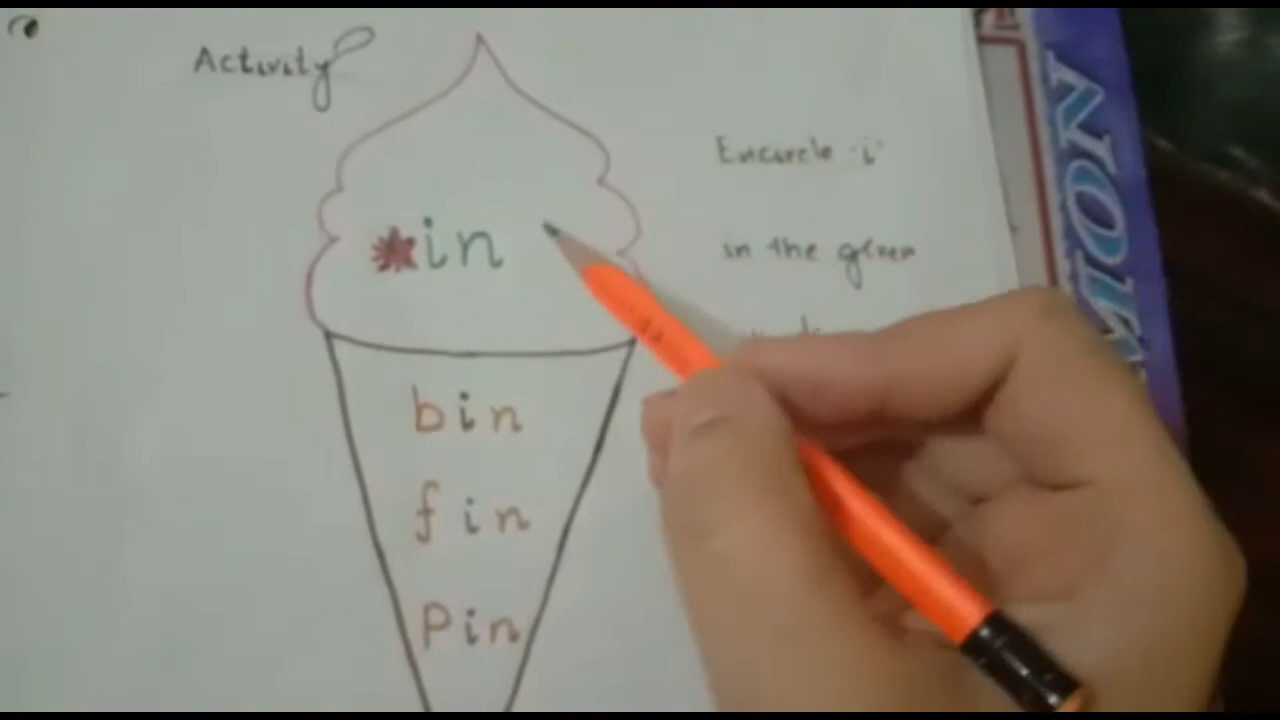 Activity
Encircle 'i'
in the given
in
bin
fin
Pin